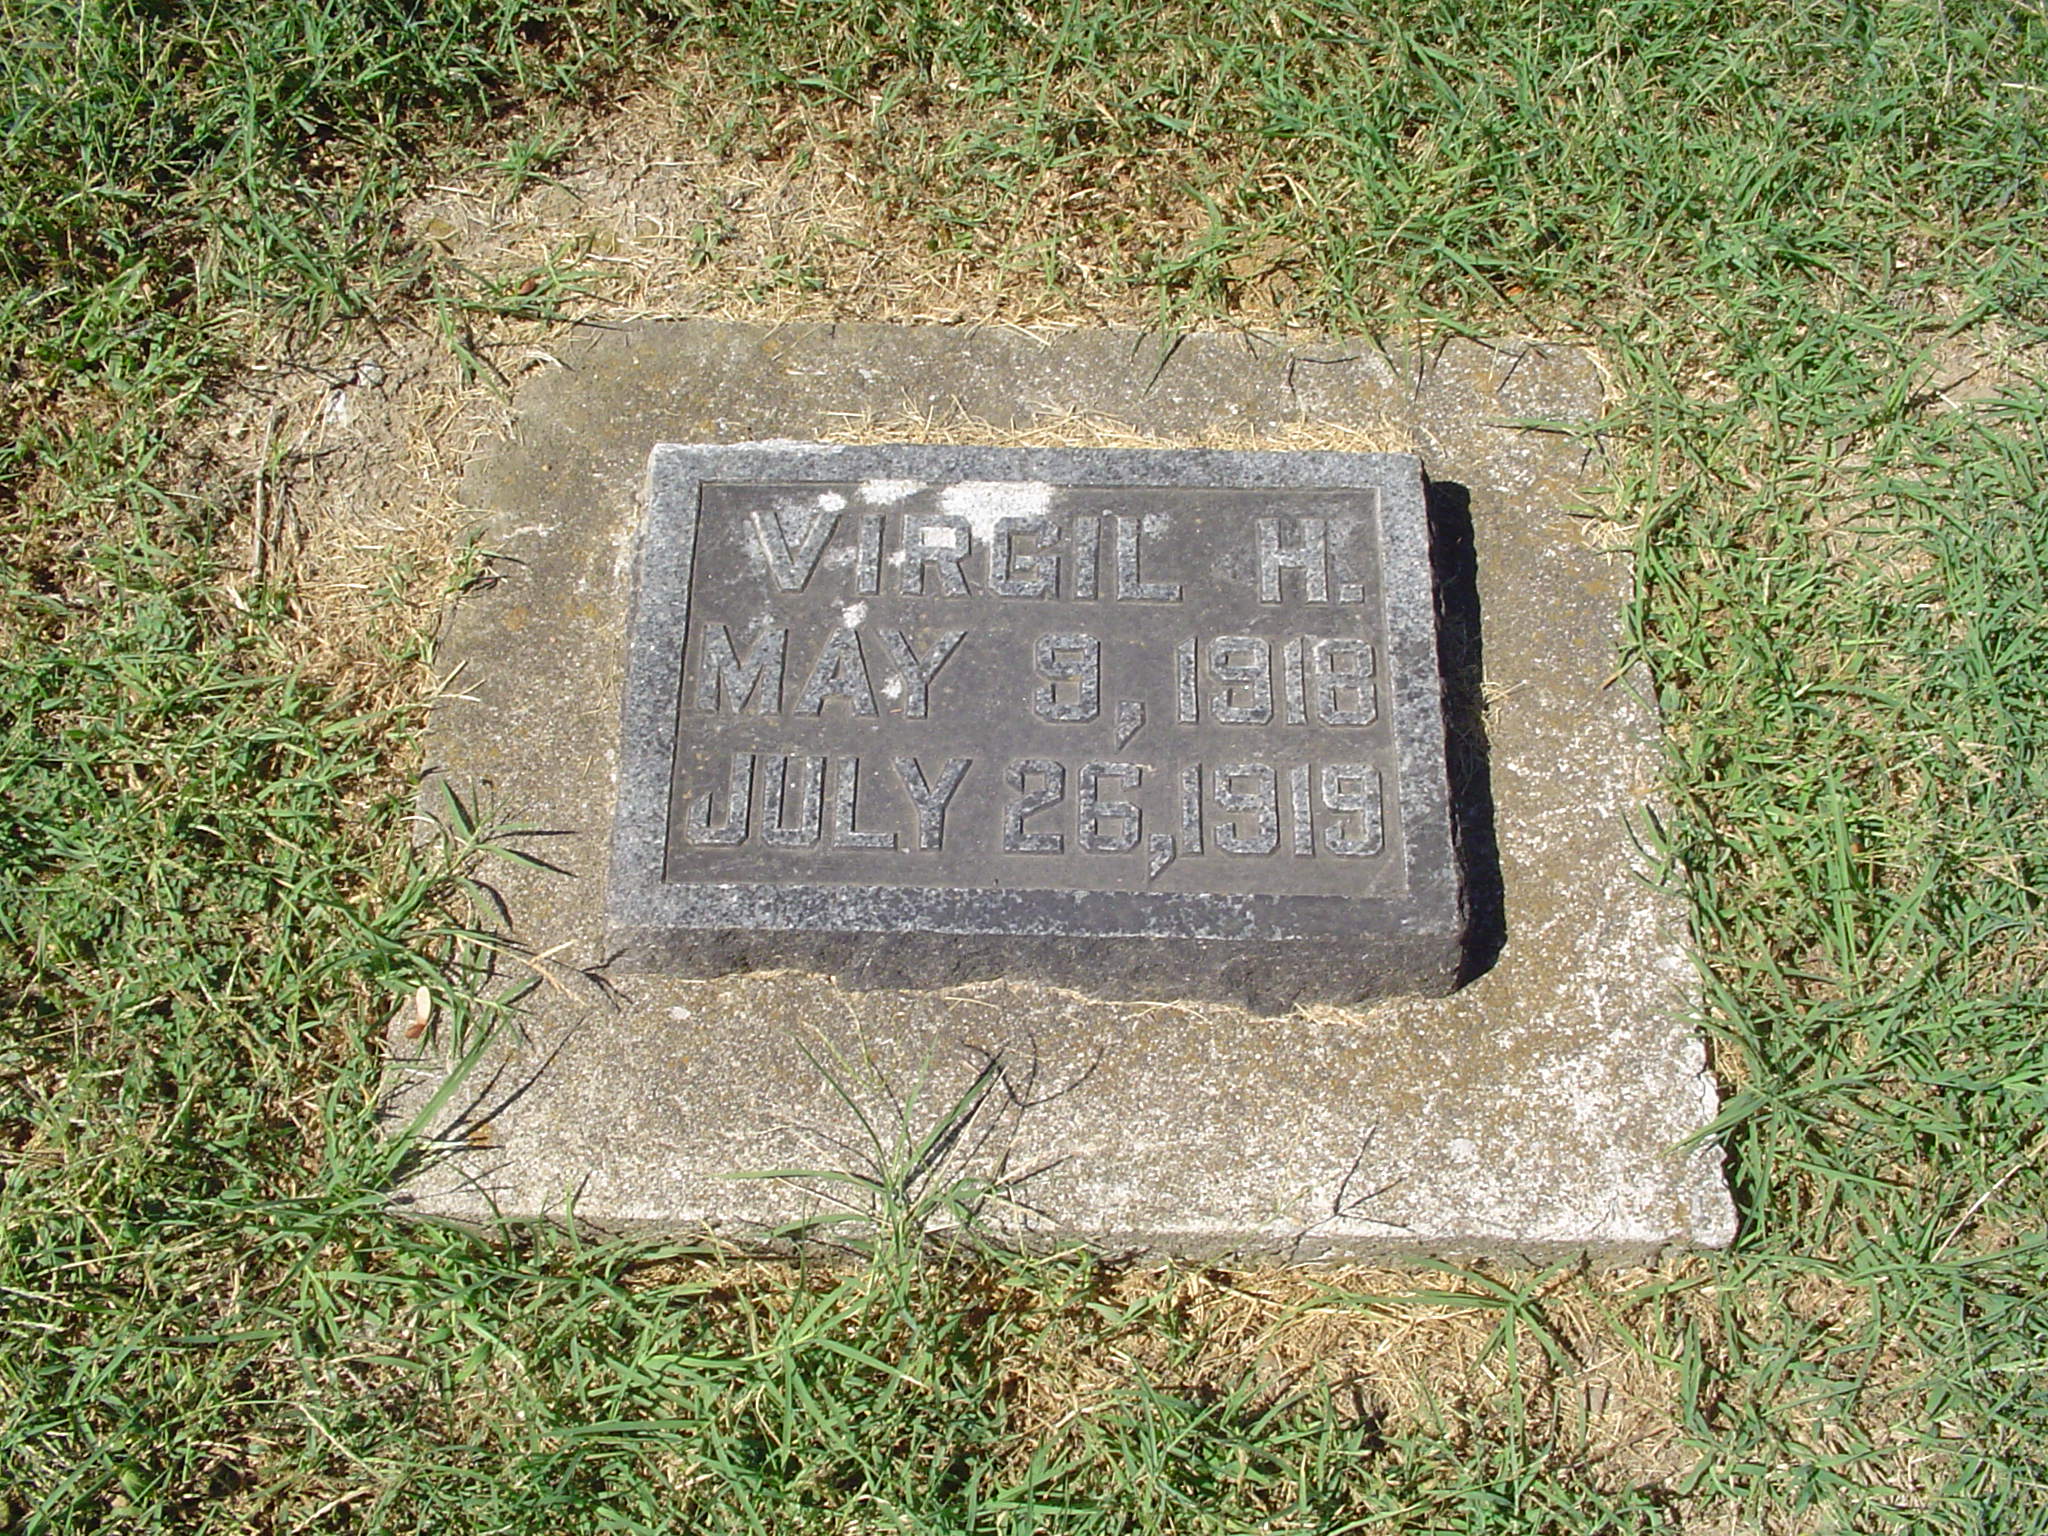 VIRGIL H.
MAY 9, 1918
JULY 26, 1919